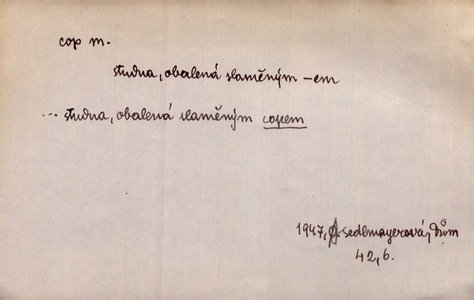 cop m.
studna, obalená slaměným -em
... studna, obalená slaměným copem
1947, Sedlmayerová, Dům
42, 6.